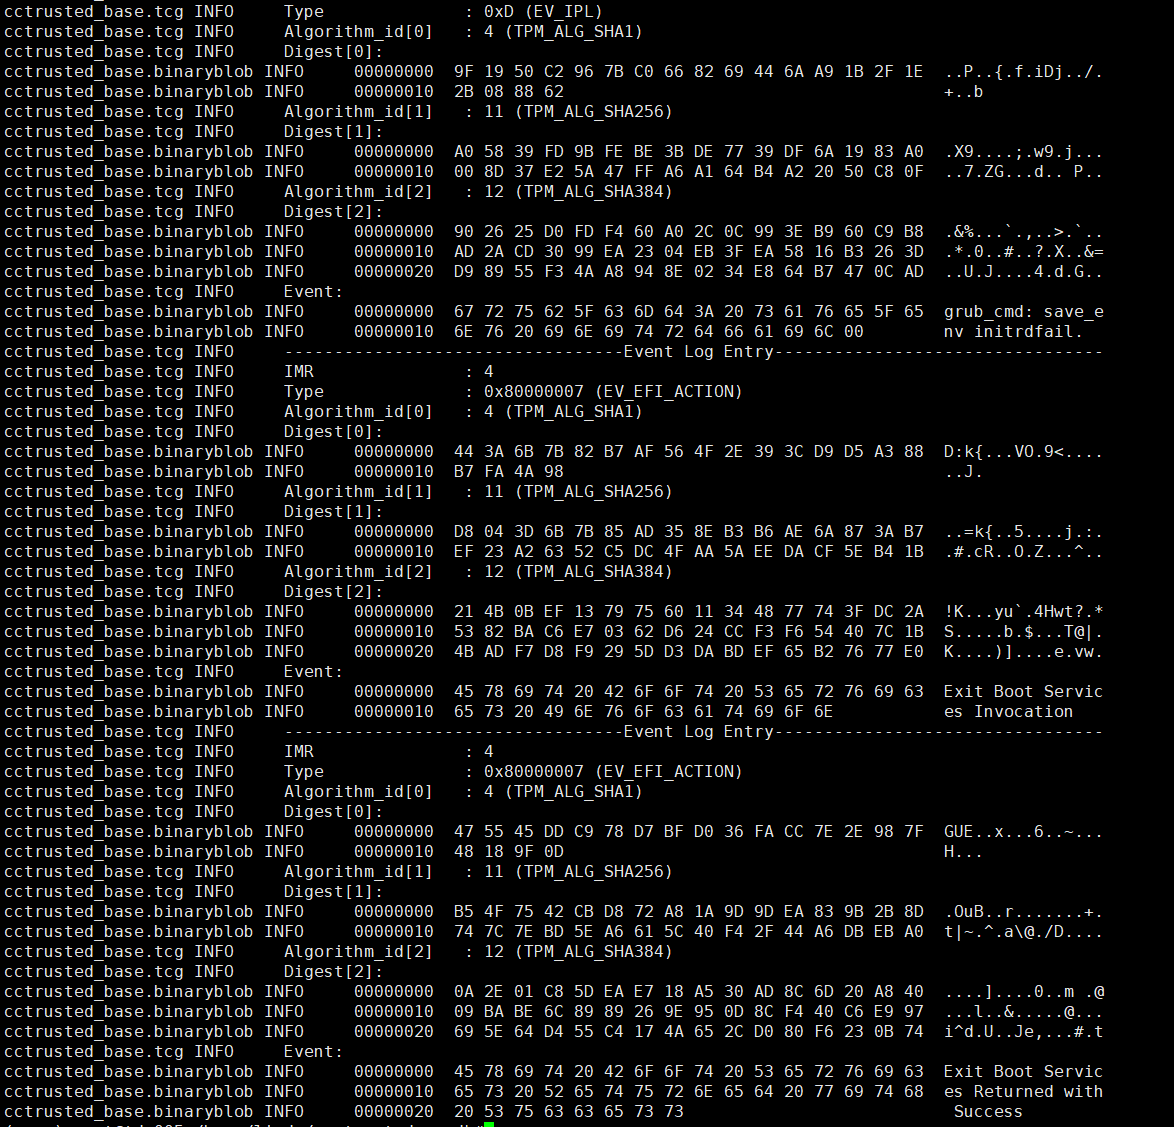 cctrusted_base.tcg INFO     Type              : 0xD (EV_IPL)
cctrusted_base.tcg INFO     Algorithm_id[0]   : 4 (TPM_ALG_SHA1)
cctrusted_base.tcg INFO     Digest[0]:
cctrusted_base.binaryblob INFO     00000000  9F 19 50 C2 96 7B C0 66 82 69 44 6A A9 1B 2F 1E  ..P..{.f.iDj../.
cctrusted_base.binaryblob INFO     00000010  2B 08 88 62                                      +..b
cctrusted_base.tcg INFO     Algorithm_id[1]   : 11 (TPM_ALG_SHA256)
cctrusted_base.tcg INFO     Digest[1]:
cctrusted_base.binaryblob INFO     00000000  A0 58 39 FD 9B FE BE 3B DE 77 39 DF 6A 19 83 A0  .X9....;.w9.j...
cctrusted_base.binaryblob INFO     00000010  00 8D 37 E2 5A 47 FF A6 A1 64 B4 A2 20 50 C8 0F  ..7.ZG...d.. P..
cctrusted_base.tcg INFO     Algorithm_id[2]   : 12 (TPM_ALG_SHA384)
cctrusted_base.tcg INFO     Digest[2]:
cctrusted_base.binaryblob INFO     00000000  90 26 25 D0 FD F4 60 A0 2C 0C 99 3E B9 60 C9 B8  .&%...`.,..>.`..
cctrusted_base.binaryblob INFO     00000010  AD 2A CD 30 99 EA 23 04 EB 3F EA 58 16 B3 26 3D  .*.0..#..?.X..&=
cctrusted_base.binaryblob INFO     00000020  D9 89 55 F3 4A A8 94 8E 02 34 E8 64 B7 47 0C AD  ..U.J....4.d.G..
cctrusted_base.tcg INFO     Event:
cctrusted_base.binaryblob INFO     00000000  67 72 75 62 5F 63 6D 64 3A 20 73 61 76 65 5F 65  grub_cmd: save_e
cctrusted_base.binaryblob INFO     00000010  6E 76 20 69 6E 69 74 72 64 66 61 69 6C 00        nv initrdfail.
cctrusted_base.tcg INFO     ----------------------------------Event Log Entry---------------------------------
cctrusted_base.tcg INFO     IMR               : 4
cctrusted_base.tcg INFO     Type              : 0x80000007 (EV_EFI_ACTION)
cctrusted_base.tcg INFO     Algorithm_id[0]   : 4 (TPM_ALG_SHA1)
cctrusted_base.tcg INFO     Digest[0]:
cctrusted_base.binaryblob INFO     00000000  44 3A 6B 7B 82 B7 AF 56 4F 2E 39 3C D9 D5 A3 88  D:k{...VO.9<....
cctrusted_base.binaryblob INFO     00000010  B7 FA 4A 98                                      ..J.
cctrusted_base.tcg INFO     Algorithm_id[1]   : 11 (TPM_ALG_SHA256)
cctrusted_base.tcg INFO     Digest[1]:
cctrusted_base.binaryblob INFO     00000000  D8 04 3D 6B 7B 85 AD 35 8E B3 B6 AE 6A 87 3A B7  ..=k{..5....j.:.
cctrusted_base.binaryblob INFO     00000010  EF 23 A2 63 52 C5 DC 4F AA 5A EE DA CF 5E B4 1B  .#.cR..O.Z...^..
cctrusted_base.tcg INFO     Algorithm_id[2]   : 12 (TPM_ALG_SHA384)
cctrusted_base.tcg INFO     Digest[2]:
cctrusted_base.binaryblob INFO     00000000  21 4B 0B EF 13 79 75 60 11 34 48 77 74 3F DC 2A  !K...yu`.4Hwt?.*
cctrusted_base.binaryblob INFO     00000010  53 82 BA C6 E7 03 62 D6 24 CC F3 F6 54 40 7C 1B  S.....b.$...T@|.
cctrusted_base.binaryblob INFO     00000020  4B AD F7 D8 F9 29 5D D3 DA BD EF 65 B2 76 77 E0  K....)]....e.vw.
cctrusted_base.tcg INFO     Event:
cctrusted_base.binaryblob INFO     00000000  45 78 69 74 20 42 6F 6F 74 20 53 65 72 76 69 63  Exit Boot Servic
cctrusted_base.binaryblob INFO     00000010  65 73 20 49 6E 76 6F 63 61 74 69 6F 6E           es Invocation
cctrusted_base.tcg INFO     ----------------------------------Event Log Entry---------------------------------
cctrusted_base.tcg INFO     IMR               : 4
cctrusted_base.tcg INFO     Type              : 0x80000007 (EV_EFI_ACTION)
cctrusted_base.tcg INFO     Algorithm_id[0]   : 4 (TPM_ALG_SHA1)
cctrusted_base.tcg INFO     Digest[0]:
cctrusted_base.binaryblob INFO     00000000  47 55 45 DD C9 78 D7 BF D0 36 FA CC 7E 2E 98 7F  GUE..x...6..~...
cctrusted_base.binaryblob INFO     00000010  48 18 9F 0D                                      H...
cctrusted_base.tcg INFO     Algorithm_id[1]   : 11 (TPM_ALG_SHA256)
cctrusted_base.tcg INFO     Digest[1]:
cctrusted_base.binaryblob INFO     00000000  B5 4F 75 42 CB D8 72 A8 1A 9D 9D EA 83 9B 2B 8D  .OuB..r.......+.
cctrusted_base.binaryblob INFO     00000010  74 7C 7E BD 5E A6 61 5C 40 F4 2F 44 A6 DB EB A0  t|~.^.a\@./D....
cctrusted_base.tcg INFO     Algorithm_id[2]   : 12 (TPM_ALG_SHA384)
cctrusted_base.tcg INFO     Digest[2]:
cctrusted_base.binaryblob INFO     00000000  0A 2E 01 C8 5D EA E7 18 A5 30 AD 8C 6D 20 A8 40  ....]....0..m .@
cctrusted_base.binaryblob INFO     00000010  09 BA BE 6C 89 89 26 9E 95 0D 8C F4 40 C6 E9 97  ...l..&.....@...
cctrusted_base.binaryblob INFO     00000020  69 5E 64 D4 55 C4 17 4A 65 2C D0 80 F6 23 0B 74  i^d.U..Je,...#.t
cctrusted_base.tcg INFO     Event:
cctrusted_base.binaryblob INFO     00000000  45 78 69 74 20 42 6F 6F 74 20 53 65 72 76 69 63  Exit Boot Servic
cctrusted_base.binaryblob INFO     00000010  65 73 20 52 65 74 75 72 6E 65 64 20 77 69 74 68  es Returned with
cctrusted_base.binaryblob INFO     00000020  20 53 75 63 63 65 73 73                           Success